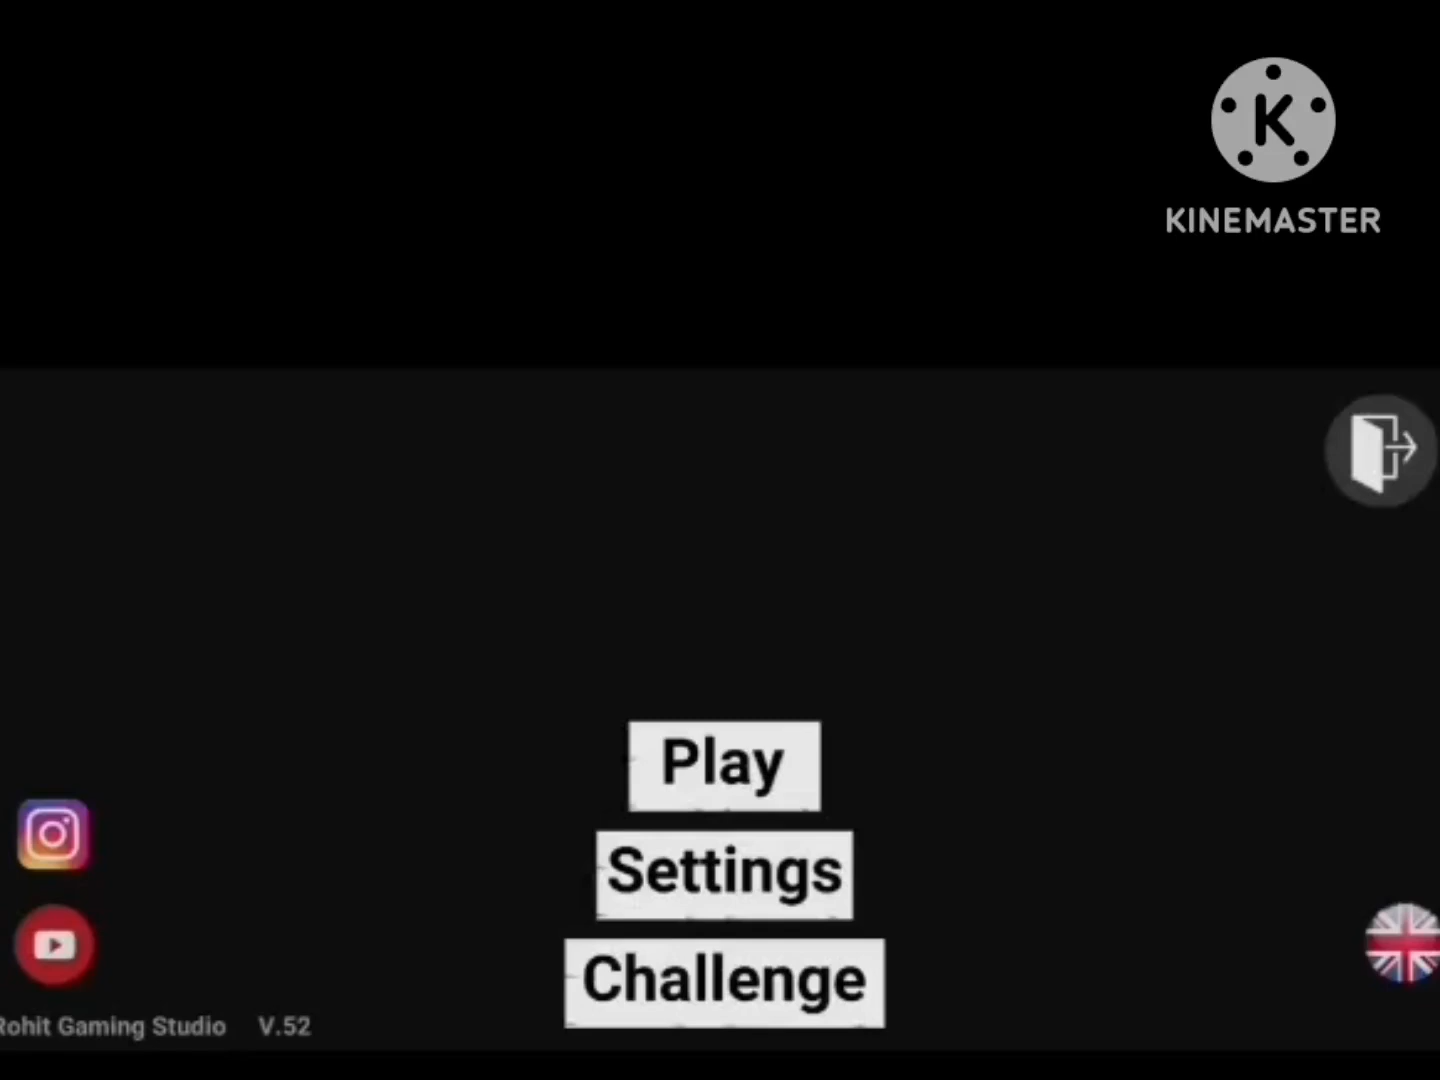 K
KINEMASTER
Play
Settings
Challenge
Rohit Gaming Studio V.52